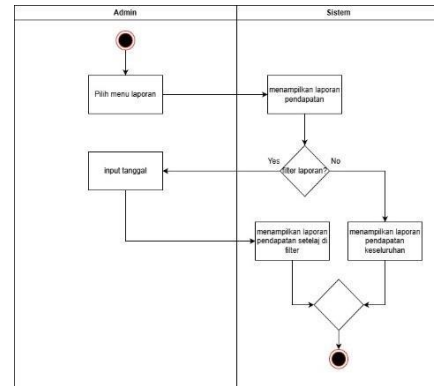 Admin
Sistem
Pilih menu laporan
menampilkan laporan
pendapatan
Yes
filter laporan?
No
input tanggal
menampilkan laporan
pendapatan setelaj di
filter
menampilkan laporan
pendapatan
keseluruhan